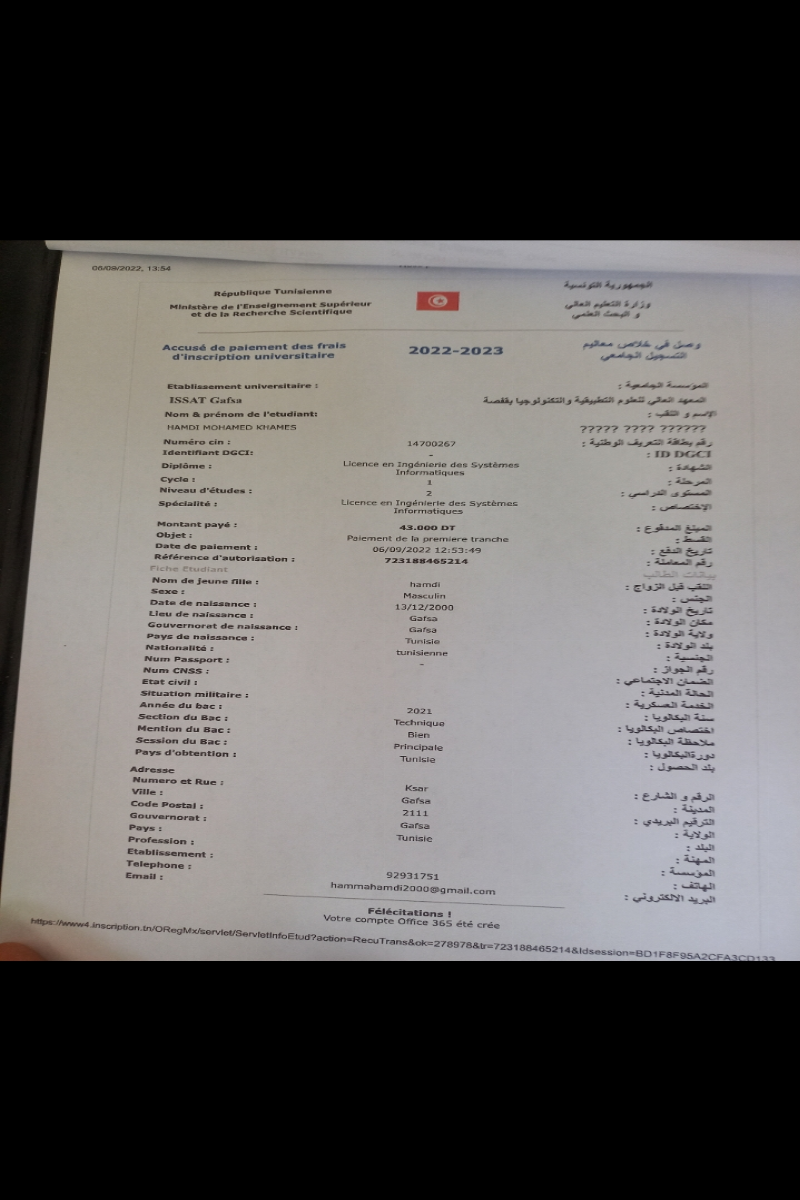 06/09/2022, 13:54
République Tunisienne
Ministère de l'Enseignement Supérieur
et de la Recherche Scientifique
الجمهورية التونسية
وزارة التعليم العالي
و البحث العلمي
Accusé de paiement des frais
d'inscription universitaire
2022-2023
وصل في خلاص معاليم
التسجيل الجامعي
Etablissement universitaire : المؤسسة الجامعية :
ISSAT Gafsa المعهد العالي للعلوم التطبيقية والتكنولوجيا بقفصة
Nom & prénom de l'etudiant: الإسم و اللقب :
HAMDI MOHAMED KHAMES ????? ???? ??????
Numéro cin : 14700267 رقم بطاقة التعريف الوطنية :
Identifiant DGCI: - ID DGCI :
Diplôme : Licence en Ingénierie des Systèmes Informatiques الشهادة :
Cycle : 1 المرحلة :
Niveau d'études : 2 المستوى الدراسي :
Spécialité : Licence en Ingénierie des Systèmes Informatiques الإختصاص :
Montant payé : 43.000 DT المبلغ المدفوع :
Objet : Paiement de la premiere tranche القسط :
Date de paiement : 06/09/2022 12:53:49 تاريخ الدفع :
Référence d'autorisation : 723188465214 رقم المعاملة :
Fiche Etudiant بيانات الطالب
Nom de jeune fille : hamdi اللقب قبل الزواج :
Sexe : Masculin الجنس :
Date de naissance : 13/12/2000 تاريخ الولادة :
Lieu de naissance : Gafsa مكان الولادة :
Gouvernorat de naissance : Gafsa ولاية الولادة :
Pays de naissance : Tunisie بلد الولادة :
Nationalité : tunisienne الجنسية :
Num Passport : - رقم الجواز :
Num CNSS : الضمان الاجتماعي :
Etat civil : الحالة المدنية :
Situation militaire : الخدمة العسكرية :
Année du bac : 2021 سنة البكالوريا :
Section du Bac : Technique اختصاص البكالوريا :
Mention du Bac : Bien ملاحظة البكالوريا :
Session du Bac : Principale دورة البكالوريا :
Pays d'obtention : Tunisie بلد الحصول :
Adresse
Numero et Rue : Ksar الرقم و الشارع :
Ville : Gafsa المدينة :
Code Postal : 2111 الترقيم البريدي :
Gouvernorat : Gafsa الولاية :
Pays : Tunisie البلد :
Profession : المهنة :
Etablissement : المؤسسة :
Telephone : 92931751 الهاتف :
Email : hammahamdi2000@gmail.com البريد الالكتروني :
Félécitations !
Votre compte Office 365 été crée
https://www4.inscription.tn/ORegMx/servlet/ServletInfoEtud?action=RecuTrans&ok=278978&tr=723188465214&Idsession=BD1F8F95A2CFA3CD133